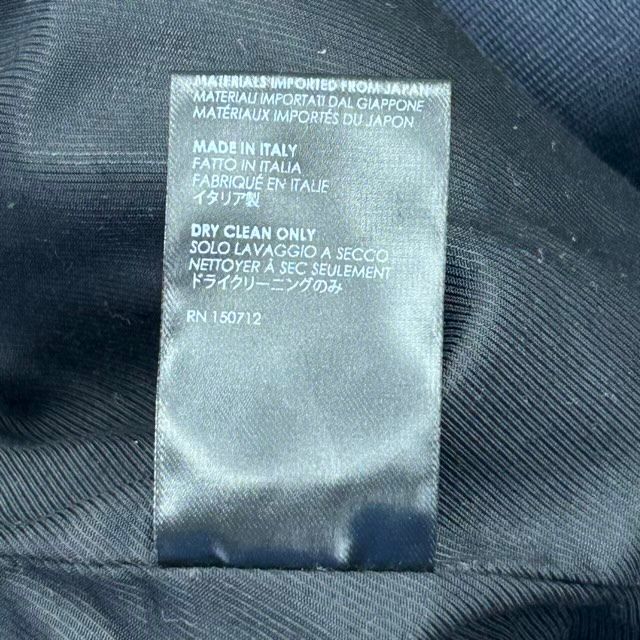 MATERIALS IMPORTED FROM JAPAN
MATERIALI IMPORTATI DAL GIAPPONE
MATÉRIAUX IMPORTÉS DU JAPON
MADE IN ITALY
FATTO IN ITALIA
FABRIQUÉ EN ITALIE
イタリア製
DRY CLEAN ONLY
SOLO LAVAGGIO A SECCO
NETTOYER À SEC SEULEMENT
ドライクリーニングのみ
RN 150712